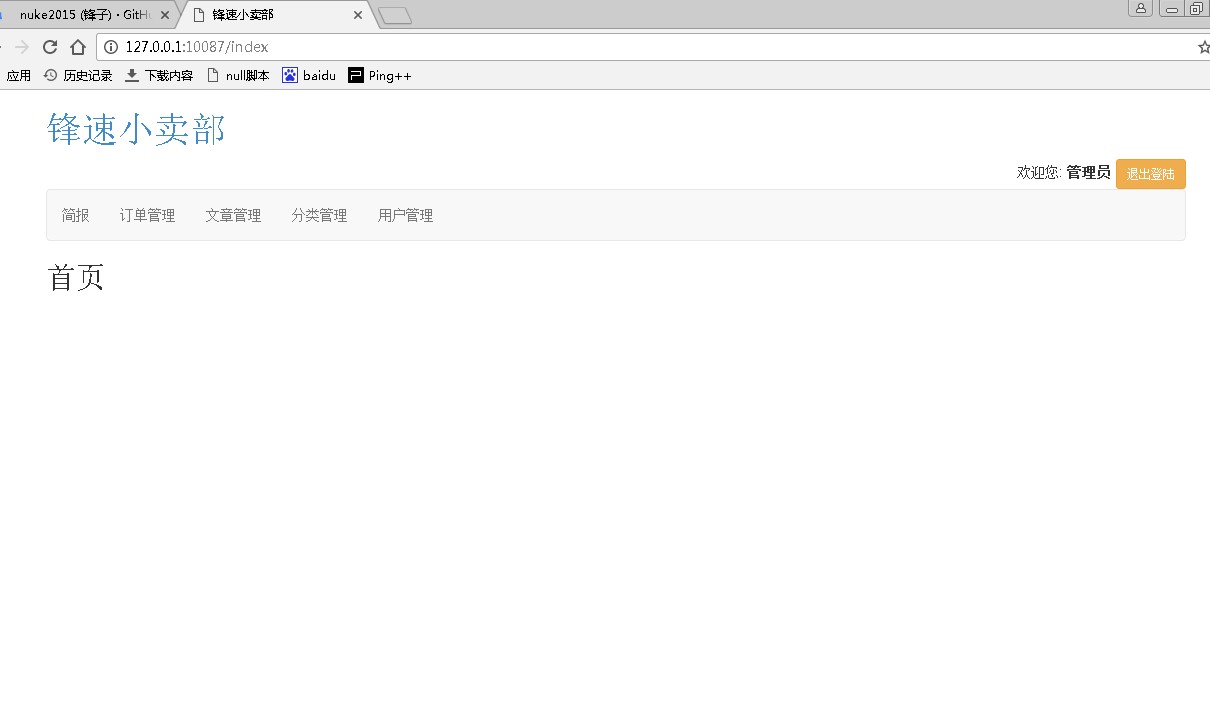 nuke2015 (锋子) · GitHu
锋速小卖部
127.0.0.1:10087/index
应用 历史记录 下载内容 null脚本 baidu Ping++
锋速小卖部
欢迎您: 管理员 退出登陆
简报 订单管理 文章管理 分类管理 用户管理
首页